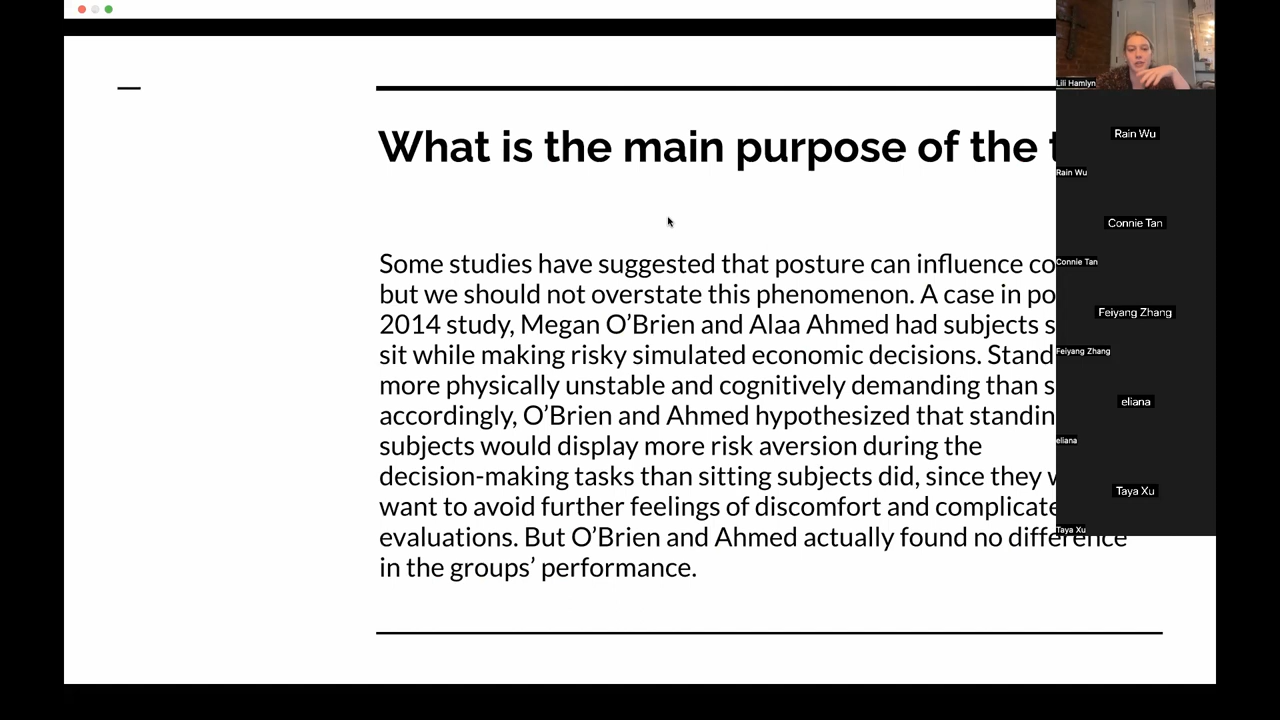 What is the main purpose of the
Some studies have suggested that posture can influence
but we should not overstate this phenomenon. A case in
2014 study, Megan O’Brien and Alaa Ahmed had subjects
sit while making risky simulated economic decisions.
more physically unstable and cognitively demanding than
accordingly, O’Brien and Ahmed hypothesized that
subjects would display more risk aversion during the
decision-making tasks than sitting subjects did, since they
want to avoid further feelings of discomfort and
evaluations. But O’Brien and Ahmed actually found no difference
in the groups’ performance.
Lili Hamlyn
Rain Wu
Rain Wu
Connie Tan
Connie Tan
Feiyang Zhang
Feiyang Zhang
eliana
eliana
Taya Xu
Taya Xu